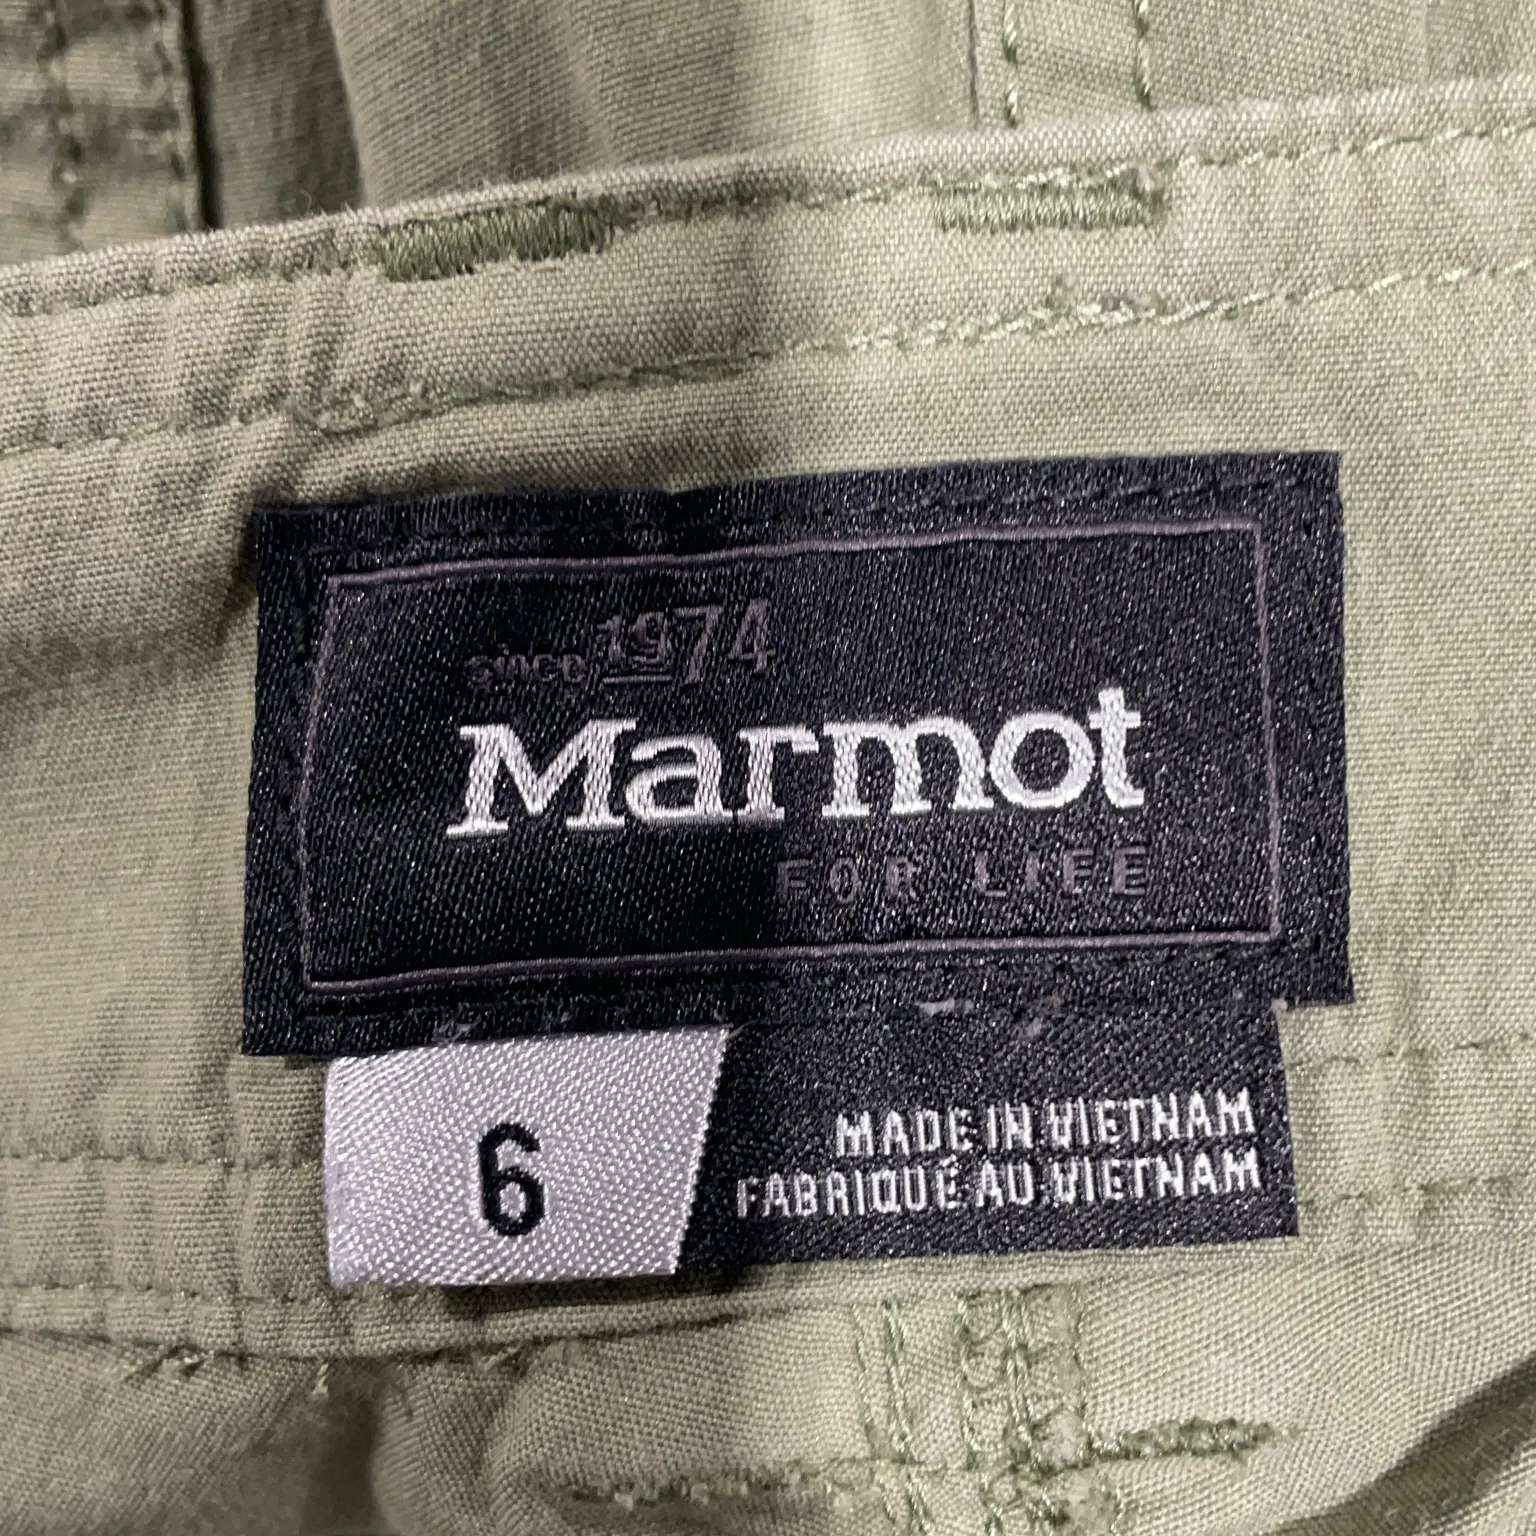 since 1974
Marmot
FOR LIFE
6
MADE IN VIETNAM
FABRIQUÉ AU VIETNAM